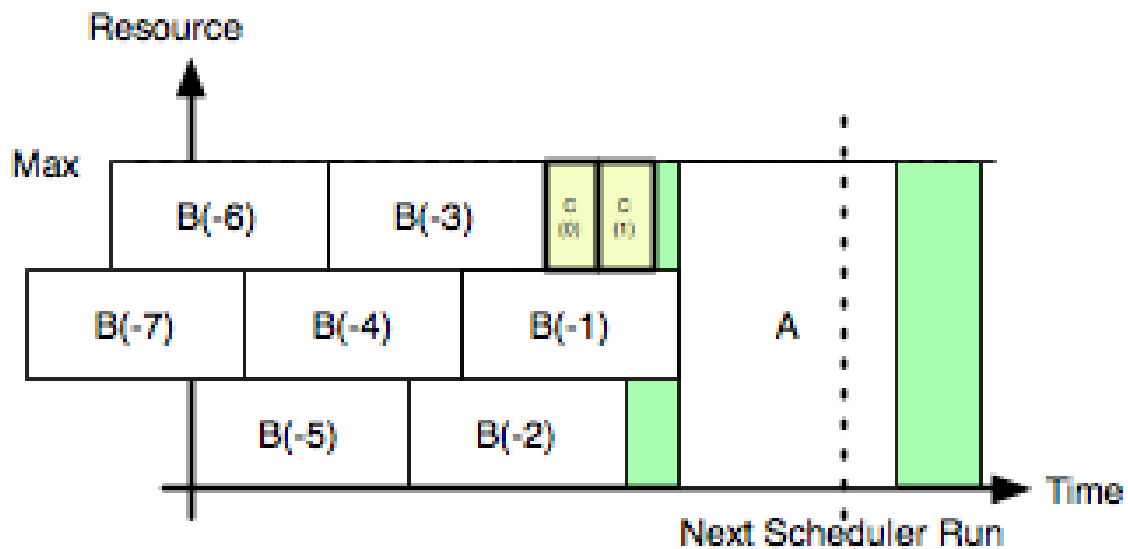 Resource
Max
B(-6)
B(-3)
C
(0)
C
(1)
B(-7)
B(-4)
B(-1)
A
B(-5)
B(-2)
Time
Next Scheduler Run